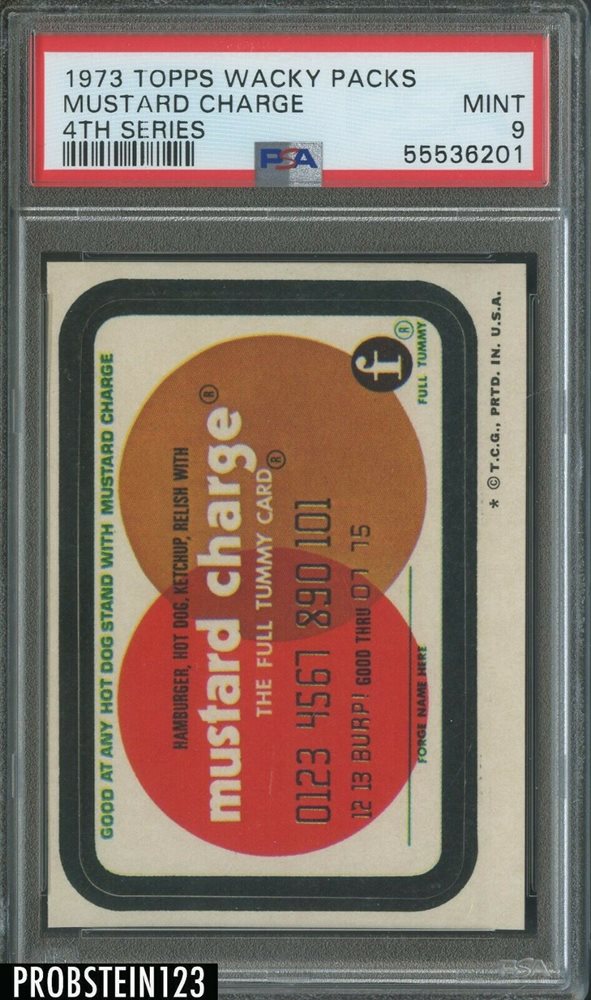 1973 TOPPS WACKY PACKS
MUSTARD CHARGE MINT
4TH SERIES 9
PSA 55536201
GOOD AT ANY HOT DOG STAND WITH MUSTARD CHARGE
HAMBURGER, HOT DOG, KETCHUP, RELISH WITH
mustard charge®
THE FULL TUMMY CARD®
0123 4567 890 101
12 13 BURP! GOOD THRU 07 75
f®
FORGE NAME HERE FULL TUMMY
* © T.C.G., PRTD. IN. U.S.A.
PSA
PROBSTEIN123